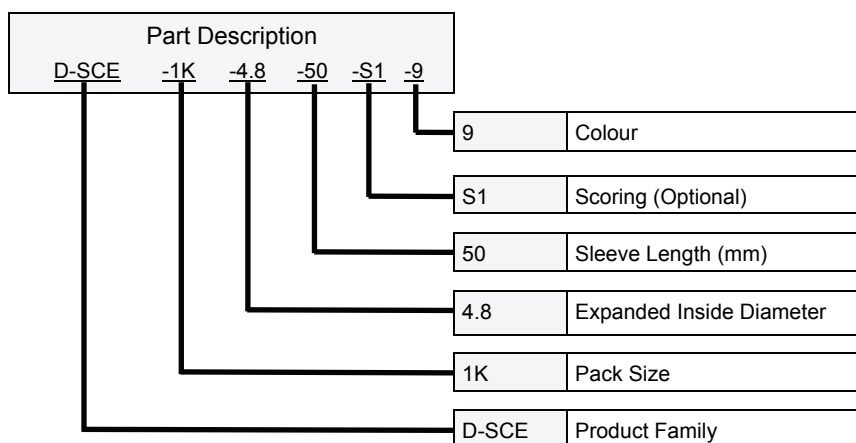 Part Description
D-SCE -1K -4.8 -50 -S1 -9
9 Colour
S1 Scoring (Optional)
50 Sleeve Length (mm)
4.8 Expanded Inside Diameter
1K Pack Size
D-SCE Product Family